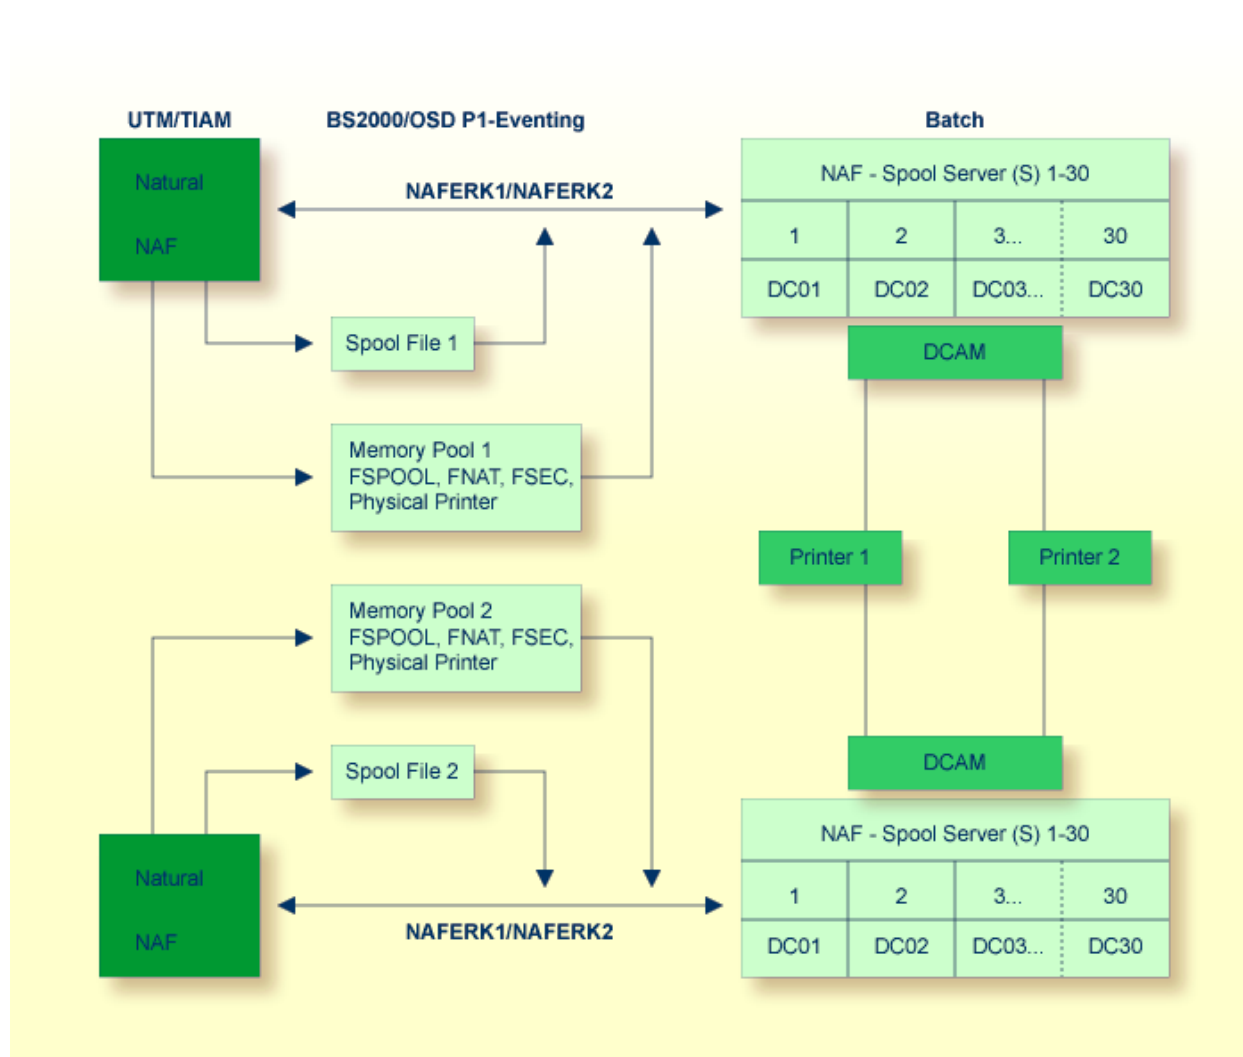 UTM/TIAM
BS2000/OSD P1-Eventing
Batch
Natural
NAF
NAFERK1/NAFERK2
NAF - Spool Server (S) 1-30
1 2 3... 30
DC01 DC02 DC03... DC30
Spool File 1
DCAM
Memory Pool 1
FSPOOL, FNAT, FSEC,
Physical Printer
Printer 1
Printer 2
Memory Pool 2
FSPOOL, FNAT, FSEC,
Physical Printer
Spool File 2
DCAM
Natural
NAF
NAFERK1/NAFERK2
NAF - Spool Server (S) 1-30
1 2 3... 30
DC01 DC02 DC03... DC30